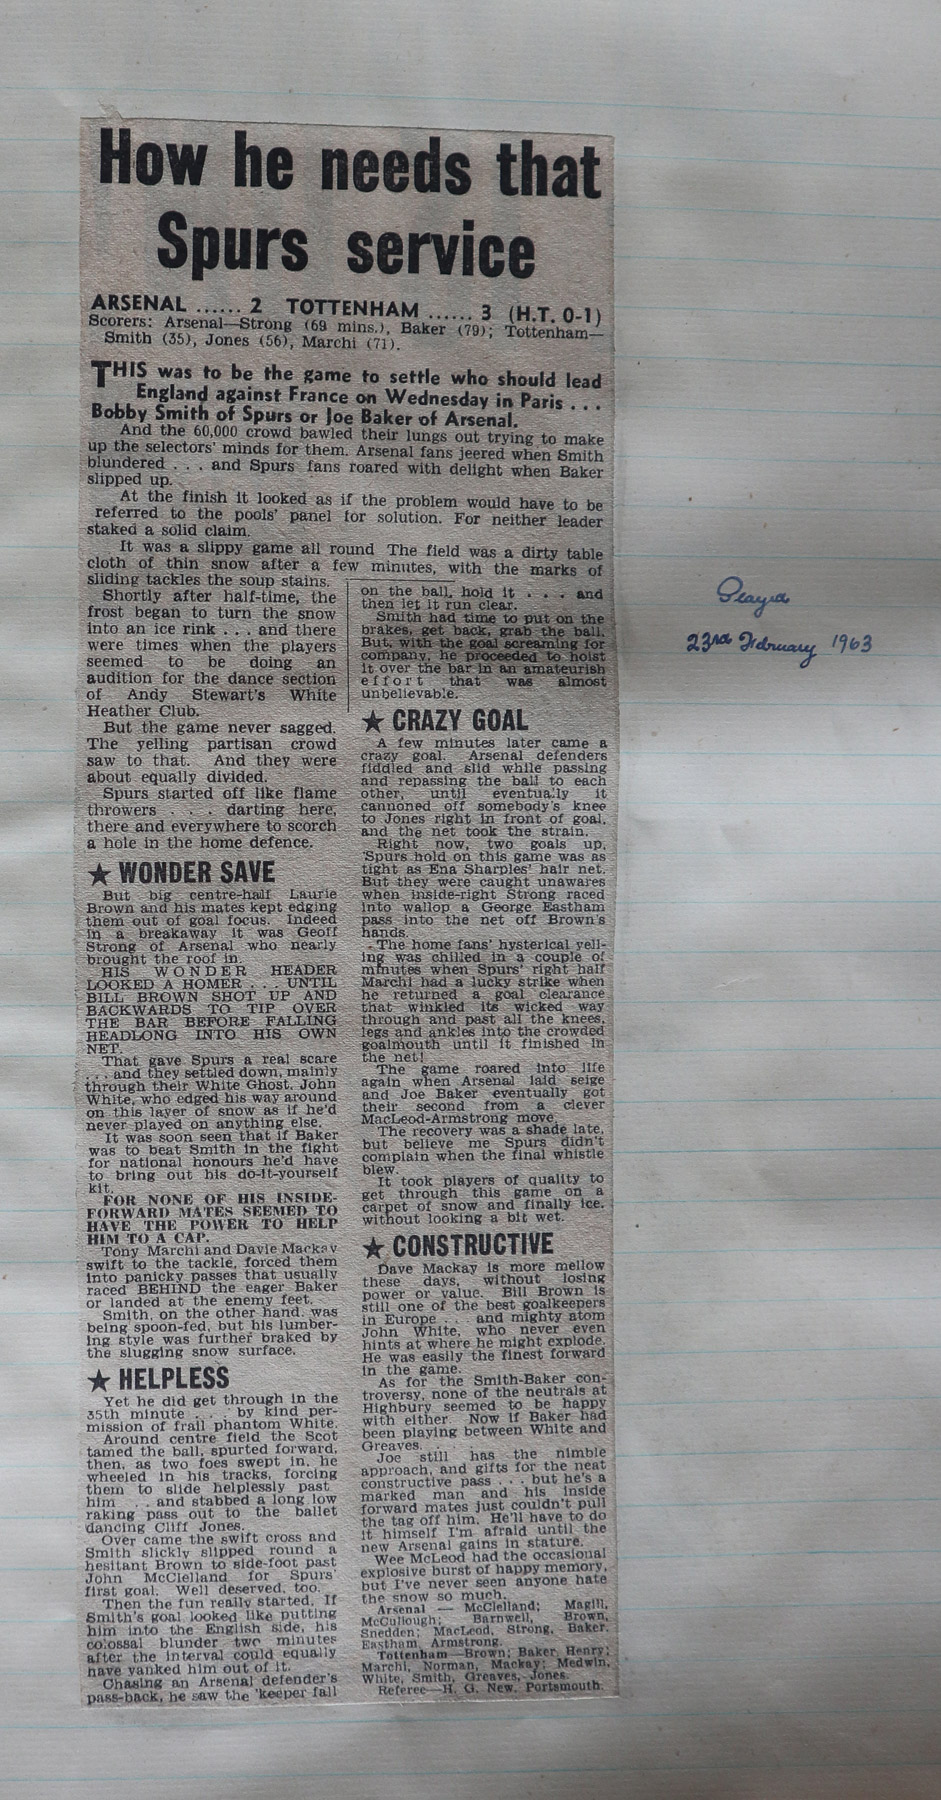 How he needs that
Spurs service
ARSENAL ...... 2 TOTTENHAM ...... 3 (H.T. 0-1)
Scorers: Arsenal—Strong (69 mins.), Baker (79); Tottenham—
Smith (35), Jones (56), Marchi (71).
THIS was to be the game to settle who should lead
England against France on Wednesday in Paris . . .
Bobby Smith of Spurs or Joe Baker of Arsenal.
And the 60,000 crowd bawled their lungs out trying to make
up the selectors' minds for them. Arsenal fans jeered when Smith
blundered . . . and Spurs fans roared with delight when Baker
slipped up.
At the finish it looked as if the problem would have to be
referred to the pools' panel for solution. For neither leader
staked a solid claim.
It was a slippy game all round The field was a dirty table
cloth of thin snow after a few minutes, with the marks of
sliding tackles the soup stains.
Shortly after half-time, the
frost began to turn the snow
into an ice rink . . . and there
were times when the players
seemed to be doing an
audition for the dance section
of Andy Stewart's White
Heather Club.
But the game never sagged.
The yelling partisan crowd
saw to that. And they were
about equally divided.
Spurs started off like flame
throwers . . . darting here,
there and everywhere to scorch
a hole in the home defence.
★ WONDER SAVE
But big centre-half Laurie
Brown and his mates kept edging
them out of goal focus. Indeed
in a breakaway it was Geoff
Strong of Arsenal who nearly
brought the roof in.
HIS WONDER HEADER
LOOKED A HOMER . . . UNTIL
BILL BROWN SHOT UP AND
BACKWARDS TO TIP OVER
THE BAR BEFORE FALLING
HEADLONG INTO HIS OWN
NET.
That gave Spurs a real scare
. . . and they settled down, mainly
through their White Ghost, John
White, who edged his way around
on this layer of snow as if he'd
never played on anything else.
It was soon seen that if Baker
was to beat Smith in the fight
for national honours he'd have
to bring out his do-it-yourself
kit.
FOR NONE OF HIS INSIDE-
FORWARD MATES SEEMED TO
HAVE THE POWER TO HELP
HIM TO A CAP.
Tony Marchi and Davie Mackay
swift to the tackle, forced them
into panicky passes that usually
raced BEHIND the eager Baker
or landed at the enemy feet.
Smith, on the other hand, was
being spoon-fed, but his lumber-
ing style was further braked by
the slugging snow surface.
★ HELPLESS
Yet he did get through in the
35th minute . . . by kind per-
mission of frail phantom White.
Around centre field the Scot
tamed the ball, spurted forward,
then, as two foes swept in, he
wheeled in his tracks, forcing
them to slide helplessly past
him . . and stabbed a long low
raking pass out to the ballet
dancing Cliff Jones.
Over came the swift cross and
Smith slickly slipped round a
hesitant Brown to side-foot past
John McClelland for Spurs'
first goal. Well deserved, too.
Then the fun really started. If
Smith's goal looked like putting
him into the English side, his
colossal blunder two minutes
after the interval could equally
have yanked him out of it.
Chasing an Arsenal defender's
pass-back, he saw the 'keeper fall
on the ball, hold it . . . and
then let it run clear.
Smith had time to put on the
brakes, get back, grab the ball.
But, with the goal screaming for
company, he proceeded to hoist
it over the bar in an amateurish
effort that was almost
unbelievable.
★ CRAZY GOAL
A few minutes later came a
crazy goal. Arsenal defenders
fiddled and slid while passing
and repassing the ball to each
other, until eventually it
cannoned off somebody's knee
to Jones right in front of goal,
and the net took the strain.
Right now, two goals up,
Spurs hold on this game was as
tight as Ena Sharples' hair net.
But they were caught unawares
when inside-right Strong raced
into wallop a George Eastham
pass into the net off Brown's
hands.
The home fans' hysterical yell-
ing was chilled in a couple of
minutes when Spurs' right half
Marchi had a lucky strike when
he returned a goal clearance
that winkled its wicked way
through and past all the knees,
legs and ankles into the crowded
goalmouth until it finished in
the net!
The game roared into life
again when Arsenal laid seige
and Joe Baker eventually got
their second from a clever
MacLeod-Armstrong move.
The recovery was a shade late,
but believe me Spurs didn't
complain when the final whistle
blew.
It took players of quality to
get through this game on a
carpet of snow and finally ice,
without looking a bit wet.
★ CONSTRUCTIVE
Dave Mackay is more mellow
these days, without losing
power or value. Bill Brown is
still one of the best goalkeepers
in Europe . . . and mighty atom
John White, who never even
hints at where he might explode.
He was easily the finest forward
in the game.
As for the Smith-Baker con-
troversy, none of the neutrals at
Highbury seemed to be happy
with either. Now if Baker had
been playing between White and
Greaves. . . .
Joe still has the nimble
approach, and gifts for the neat
constructive pass . . . but he's a
marked man and his inside
forward mates just couldn't pull
the tag off him. He'll have to do
it himself I'm afraid until the
new Arsenal gains in stature.
Wee McLeod had the occasional
explosive burst of happy memory,
but I've never seen anyone hate
the snow so much.
Arsenal — McClelland; Magill,
McCullough; Barnwell, Brown,
Snedden; MacLeod, Strong, Baker,
Eastham, Armstrong.
Tottenham—Brown; Baker, Henry;
Marchi, Norman, Mackay; Medwin,
White, Smith, Greaves, Jones.
Referee—H. G. New, Portsmouth.
Played
23rd February 1963